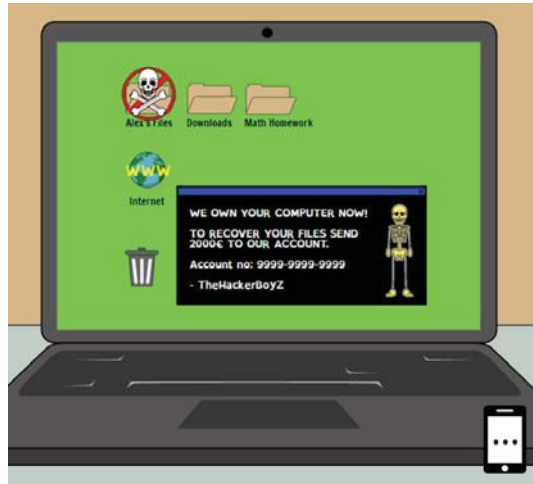 Alex's Files Downloads Math Homework
WWW
Internet
WE OWN YOUR COMPUTER NOW!
TO RECOVER YOUR FILES SEND
2000€ TO OUR ACCOUNT.
Account no: 9999-9999-9999
- TheHackerBoyZ